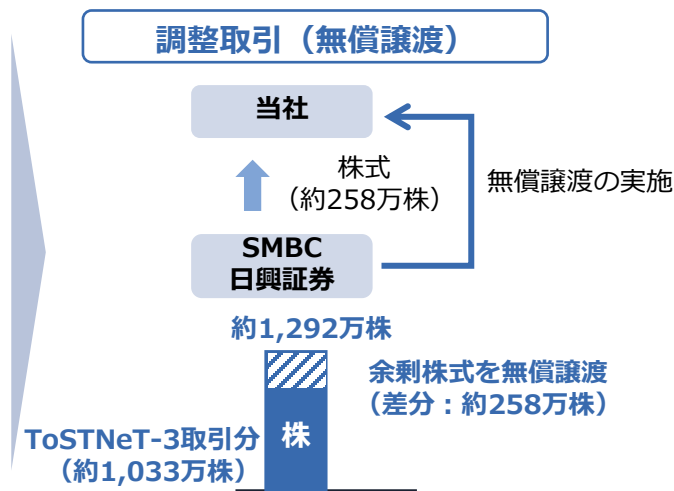 調整取引（無償譲渡）
当社
株式
（約258万株）
無償譲渡の実施
SMBC
日興証券
約1,292万株
余剰株式を無償譲渡
（差分：約258万株）
株
ToSTNeT-3取引分
（約1,033万株）